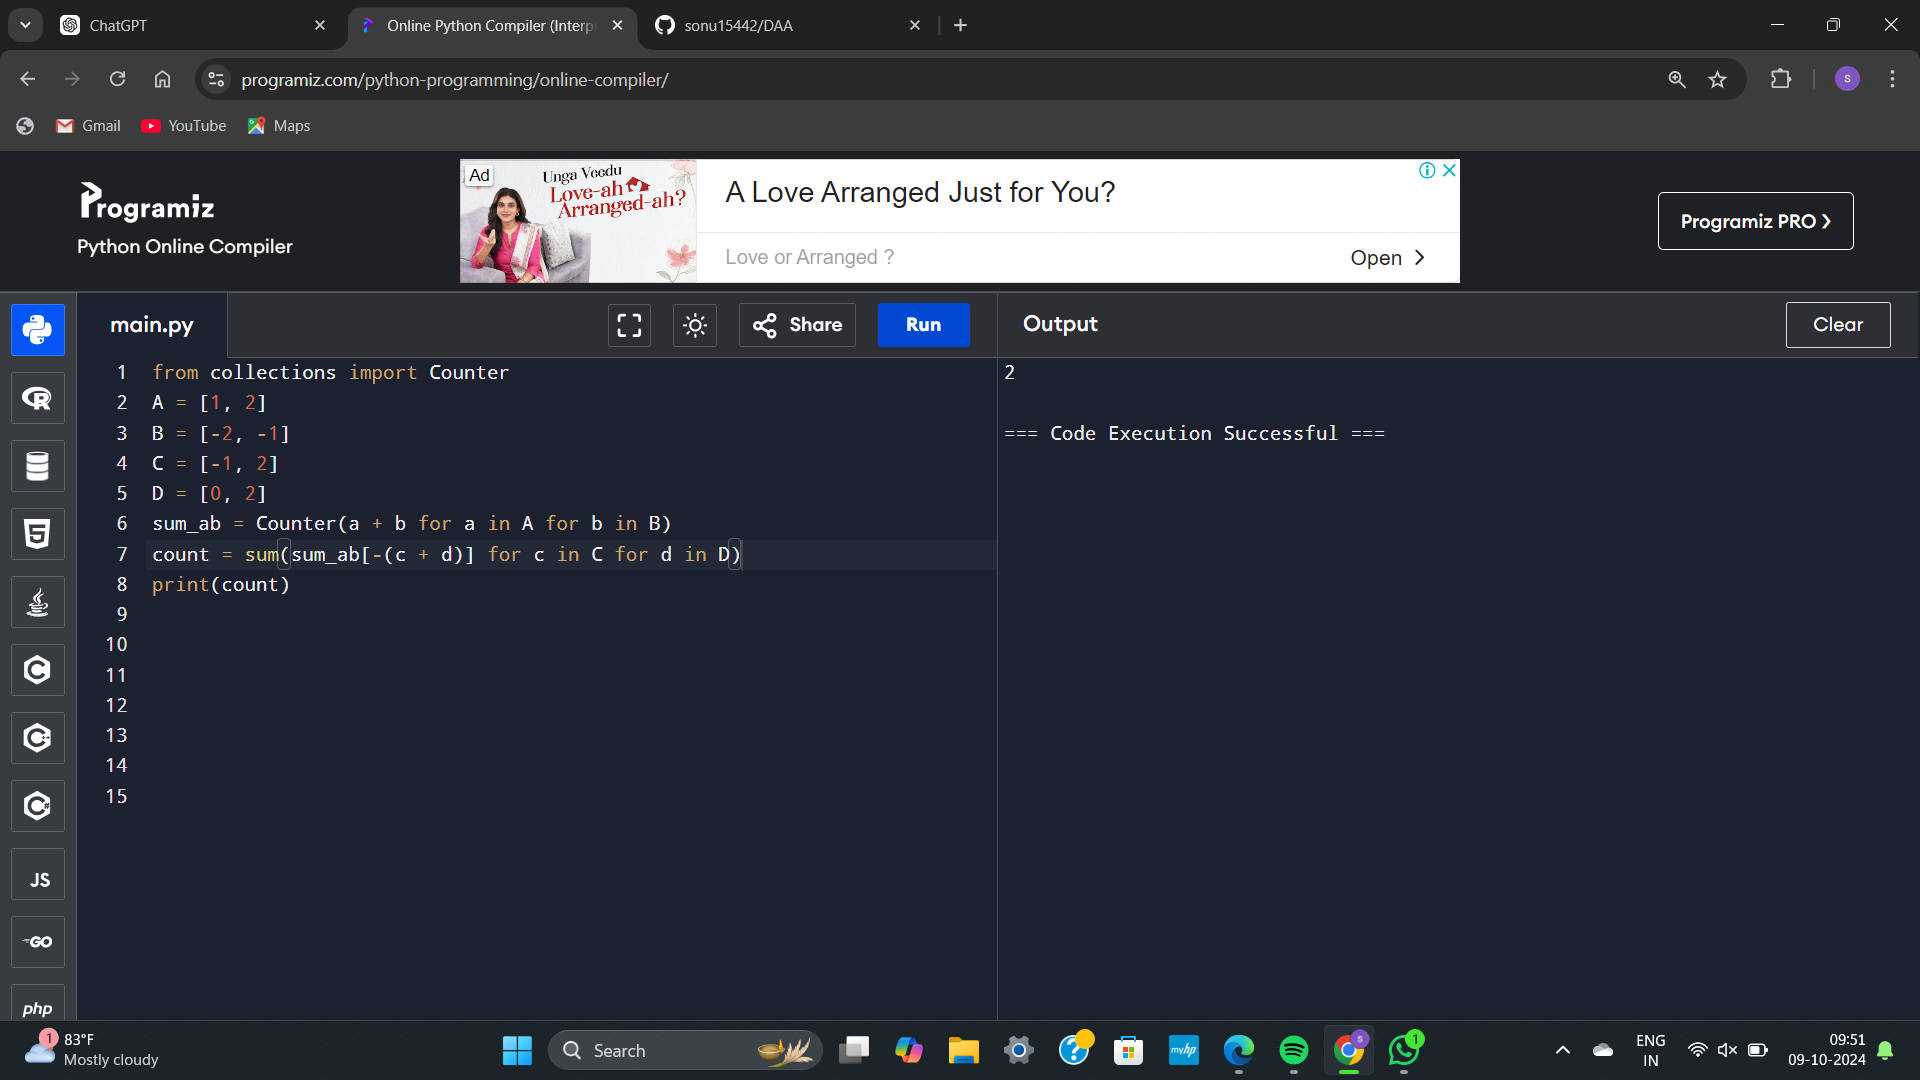 ChatGPT
Online Python Compiler (Interp
sonu15442/DAA
programiz.com/python-programming/online-compiler/
S
Gmail
YouTube
Maps
Programiz
Python Online Compiler
Ad
Unga Veedu
Love-ah
Arranged-ah?
A Love Arranged Just for You?
Love or Arranged ?
Open
Programiz PRO
main.py
Share
Run
Output
Clear
1 from collections import Counter
2 A = [1, 2]
3 B = [-2, -1]
4 C = [-1, 2]
5 D = [0, 2]
6 sum_ab = Counter(a + b for a in A for b in B)
7 count = sum(sum_ab[-(c + d)] for c in C for d in D)
8 print(count)
9
10
11
12
13
14
15
2
=== Code Execution Successful ===
R
5
C
C++
C#
JS
GO
php
1
83°F
Mostly cloudy
Search
myhp
S
1
ENG
IN
09:51
09-10-2024